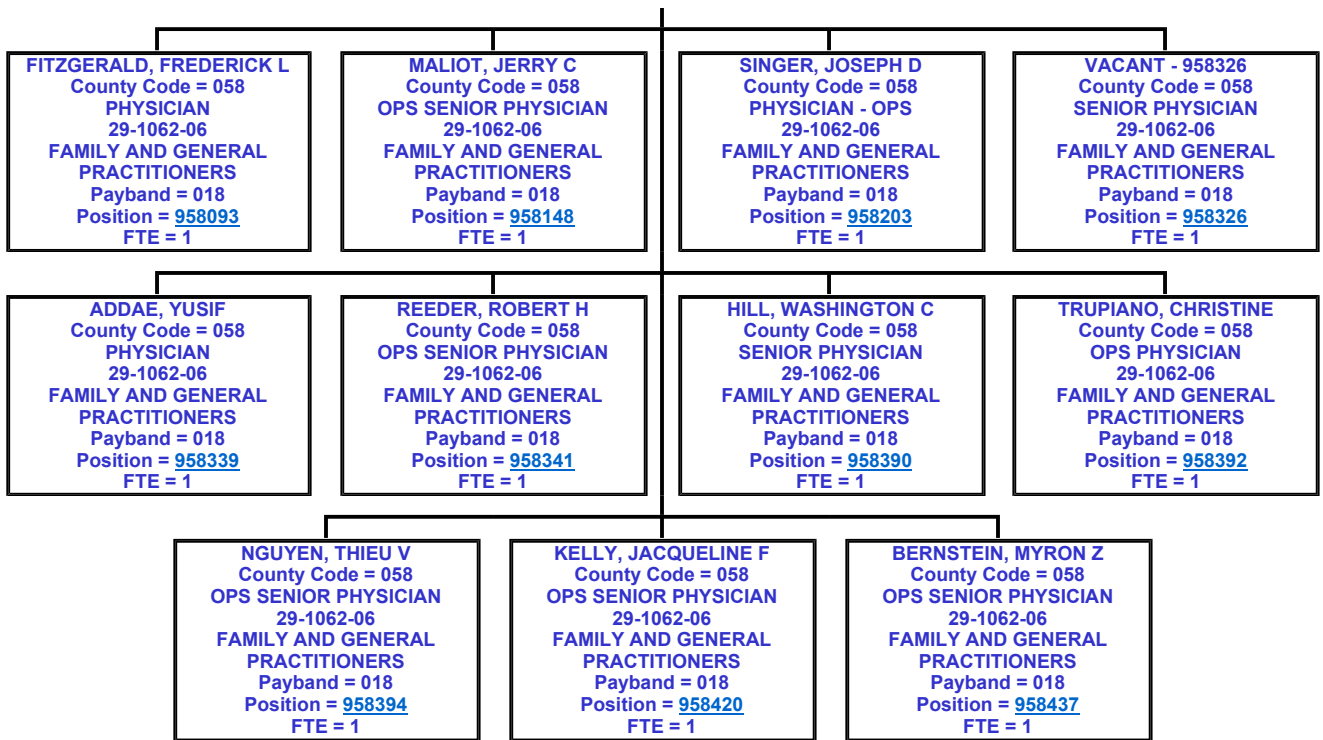 FITZGERALD, FREDERICK L
County Code = 058
PHYSICIAN
29-1062-06
FAMILY AND GENERAL
PRACTITIONERS
Payband = 018
Position = 958093
FTE = 1
MALIOT, JERRY C
County Code = 058
OPS SENIOR PHYSICIAN
29-1062-06
FAMILY AND GENERAL
PRACTITIONERS
Payband = 018
Position = 958148
FTE = 1
SINGER, JOSEPH D
County Code = 058
PHYSICIAN - OPS
29-1062-06
FAMILY AND GENERAL
PRACTITIONERS
Payband = 018
Position = 958203
FTE = 1
VACANT - 958326
County Code = 058
SENIOR PHYSICIAN
29-1062-06
FAMILY AND GENERAL
PRACTITIONERS
Payband = 018
Position = 958326
FTE = 1
ADDAE, YUSIF
County Code = 058
PHYSICIAN
29-1062-06
FAMILY AND GENERAL
PRACTITIONERS
Payband = 018
Position = 958339
FTE = 1
REEDER, ROBERT H
County Code = 058
OPS SENIOR PHYSICIAN
29-1062-06
FAMILY AND GENERAL
PRACTITIONERS
Payband = 018
Position = 958341
FTE = 1
HILL, WASHINGTON C
County Code = 058
SENIOR PHYSICIAN
29-1062-06
FAMILY AND GENERAL
PRACTITIONERS
Payband = 018
Position = 958390
FTE = 1
TRUPIANO, CHRISTINE
County Code = 058
OPS PHYSICIAN
29-1062-06
FAMILY AND GENERAL
PRACTITIONERS
Payband = 018
Position = 958392
FTE = 1
NGUYEN, THIEU V
County Code = 058
OPS SENIOR PHYSICIAN
29-1062-06
FAMILY AND GENERAL
PRACTITIONERS
Payband = 018
Position = 958394
FTE = 1
KELLY, JACQUELINE F
County Code = 058
OPS SENIOR PHYSICIAN
29-1062-06
FAMILY AND GENERAL
PRACTITIONERS
Payband = 018
Position = 958420
FTE = 1
BERNSTEIN, MYRON Z
County Code = 058
OPS SENIOR PHYSICIAN
29-1062-06
FAMILY AND GENERAL
PRACTITIONERS
Payband = 018
Position = 958437
FTE = 1